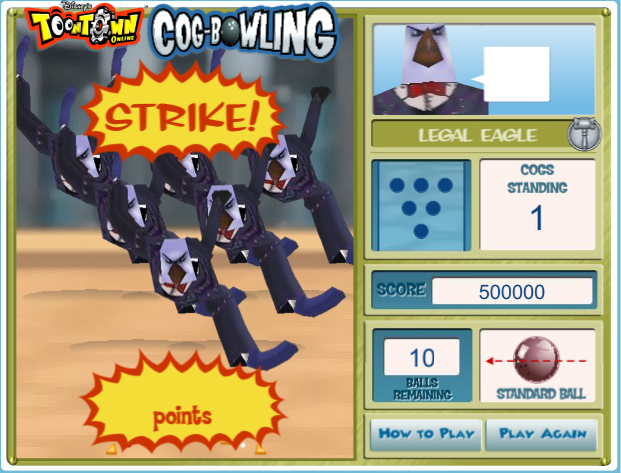 Disney's
TOONTOWN
ONLINE
COG-BOWLING
STRIKE!
points
LEGAL EAGLE
COGS
STANDING
1
SCORE
500000
10
BALLS
REMAINING
STANDARD BALL
HOW TO PLAY
PLAY AGAIN